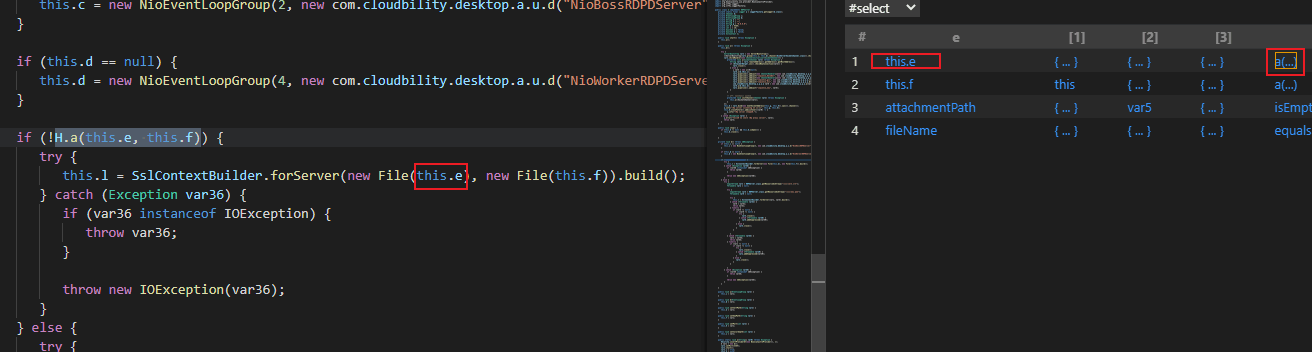 this.c = new NioEventLoopGroup(2, new com.cloudbility.desktop.a.u.d("NioBossRDPDServer"
}
if (this.d == null) {
this.d = new NioEventLoopGroup(4, new com.cloudbility.desktop.a.u.d("NioWorkerRDPDServe
}
if (!H.a(this.e, this.f)) {
try {
this.l = SslContextBuilder.forServer(new File(this.e), new File(this.f)).build();
} catch (Exception var36) {
if (var36 instanceof IOException) {
throw var36;
}
throw new IOException(var36);
}
} else {
try {
#select
# e [1] [2] [3]
1 this.e { ... } { ... } { ... } a(...)
2 this.f this { ... } { ... } a(...)
3 attachmentPath { ... } var5 { ... } isEmpt
4 fileName { ... } { ... } { ... } equals